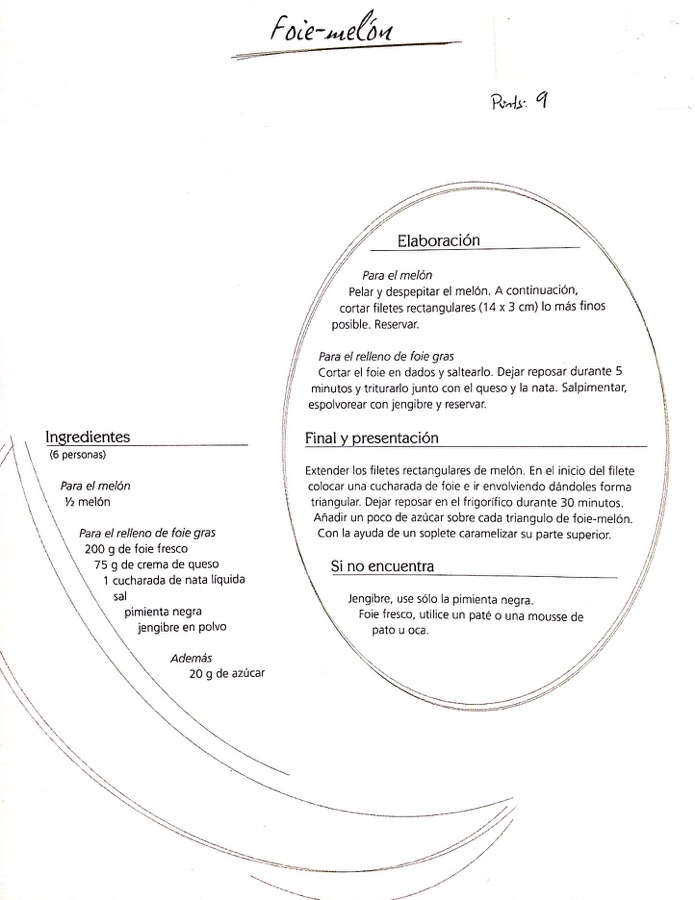 Foie-melón
Punts: 9
Elaboración
Para el melón
Pelar y despepitar el melón. A continuación,
cortar filetes rectangulares (14 x 3 cm) lo más finos
posible. Reservar.
Para el relleno de foie gras
Cortar el foie en dados y saltearlo. Dejar reposar durante 5
minutos y triturarlo junto con el queso y la nata. Salpimentar,
espolvorear con jengibre y reservar.
Final y presentación
Extender los filetes rectangulares de melón. En el inicio del filete
colocar una cucharada de foie e ir envolviendo dándoles forma
triangular. Dejar reposar en el frigorífico durante 30 minutos.
Añadir un poco de azúcar sobre cada triangulo de foie-melón.
Con la ayuda de un soplete caramelizar su parte superior.
Si no encuentra
Jengibre, use sólo la pimienta negra.
Foie fresco, utilice un paté o una mousse de
pato u oca.
Ingredientes
(6 personas)
Para el melón
½ melón
Para el relleno de foie gras
200 g de foie fresco
75 g de crema de queso
1 cucharada de nata líquida
sal
pimienta negra
jengibre en polvo
Además
20 g de azúcar